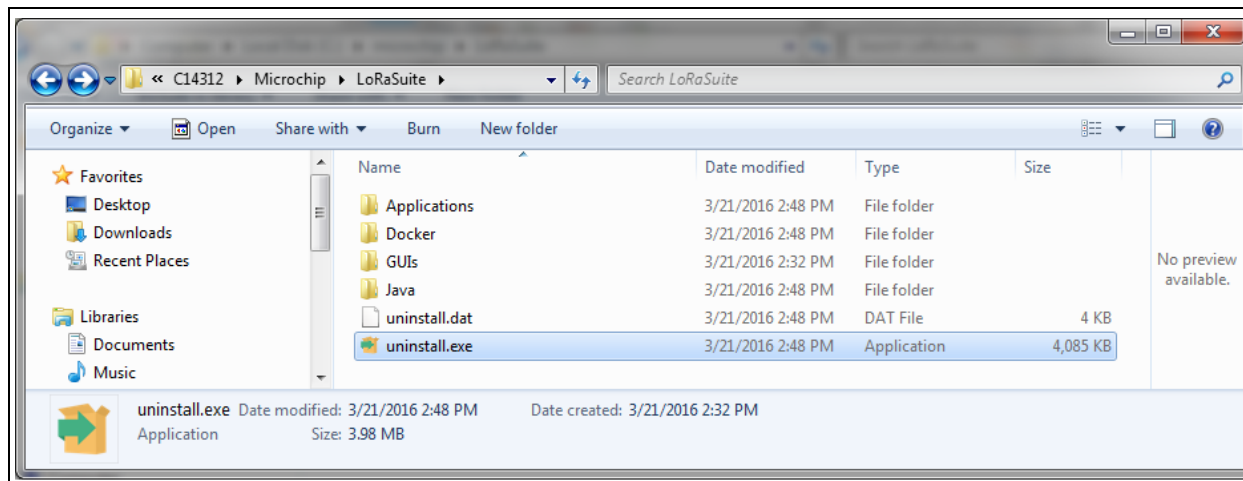 « C14312 ▸ Microchip ▸ LoRaSuite ▸ Search LoRaSuite
Organize ▾ Open Share with ▾ Burn New folder
Favorites
Desktop
Downloads
Recent Places
Libraries
Documents
Music
Name Date modified Type Size
Applications 3/21/2016 2:48 PM File folder
Docker 3/21/2016 2:48 PM File folder
GUIs 3/21/2016 2:32 PM File folder
Java 3/21/2016 2:48 PM File folder
uninstall.dat 3/21/2016 2:48 PM DAT File 4 KB
uninstall.exe 3/21/2016 2:48 PM Application 4,085 KB
No preview
available.
uninstall.exe Date modified: 3/21/2016 2:48 PM Date created: 3/21/2016 2:32 PM
Application Size: 3.98 MB